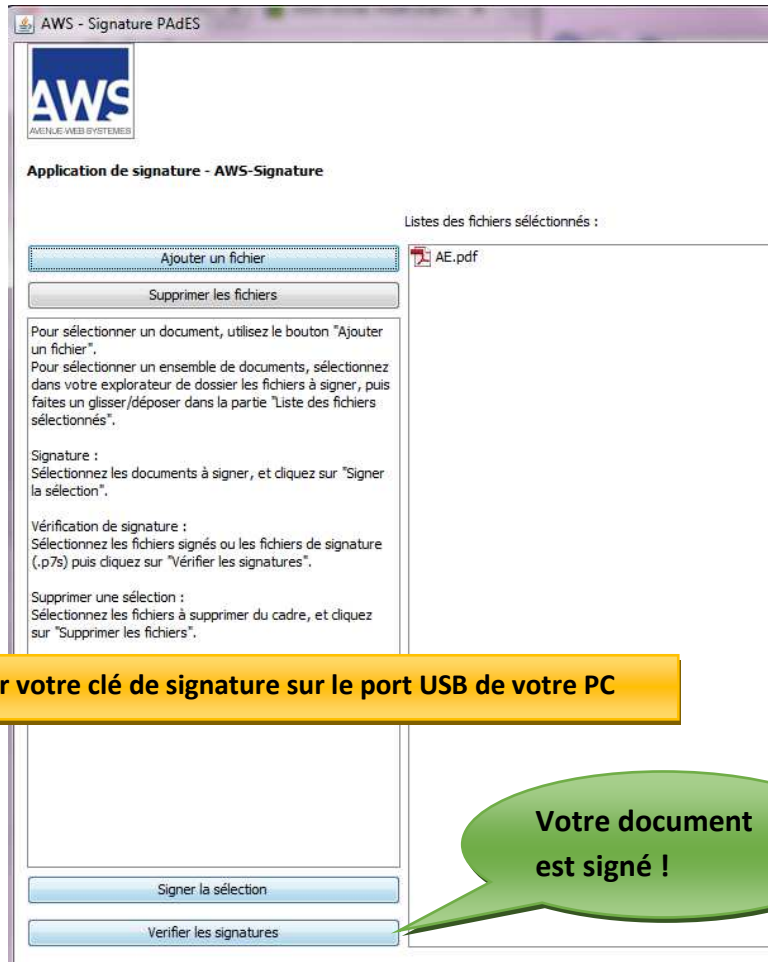 AWS - Signature PAdES
AWS
AVENUE WEB SYSTEMES
Application de signature - AWS-Signature
Listes des fichiers séléctionnés :
Ajouter un fichier
AE.pdf
Supprimer les fichiers
Pour sélectionner un document, utilisez le bouton "Ajouter
un fichier".
Pour sélectionner un ensemble de documents, sélectionnez
dans votre explorateur de dossier les fichiers à signer, puis
faites un glisser/déposer dans la partie "Liste des fichiers
sélectionnés".
Signature :
Sélectionnez les documents à signer, et cliquez sur "Signer
la sélection".
Vérification de signature :
Sélectionnez les fichiers signés ou les fichiers de signature
(.p7s) puis cliquez sur "Vérifier les signatures".
Supprimer une sélection :
Sélectionnez les fichiers à supprimer du cadre, et cliquez
sur "Supprimer les fichiers".
r votre clé de signature sur le port USB de votre PC
Votre document
est signé !
Signer la sélection
Verifier les signatures